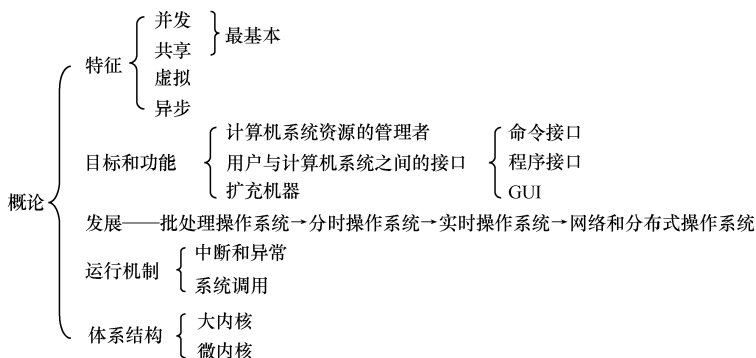 并发
共享
最基本
特征
虚拟
异步
计算机系统资源的管理者
命令接口
目标和功能
用户与计算机系统之间的接口
程序接口
扩充机器
GUI
概论
发展——批处理操作系统→分时操作系统→实时操作系统→网络和分布式操作系统
中断和异常
运行机制
系统调用
大内核
体系结构
微内核